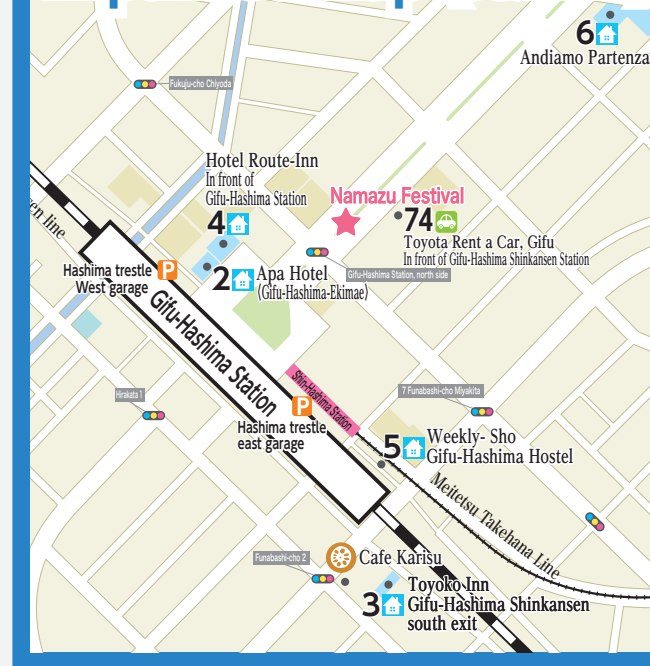 6
Andiamo Partenza
Fukuju-cho Chiyoda
Hotel Route-Inn
In front of
Gifu-Hashima Station
4
Namazu Festival
74
Toyota Rent a Car, Gifu
In front of Gifu-Hashima Shinkansen Station
en line
Hashima trestle
West garage
P
2
Apa Hotel
(Gifu-Hashima-Ekimae)
Gifu-Hashima Station, north side
Gifu-Hashima Station
Shin-Hashima Station
Hirakata 1
P
Hashima trestle
east garage
7 Funabashi-cho Miyakita
5
Weekly- Sho
Gifu-Hashima Hostel
Meitetsu Takehana Line
Funabashi-cho 2
Cafe Karisu
3
Toyoko Inn
Gifu-Hashima Shinkansen
south exit